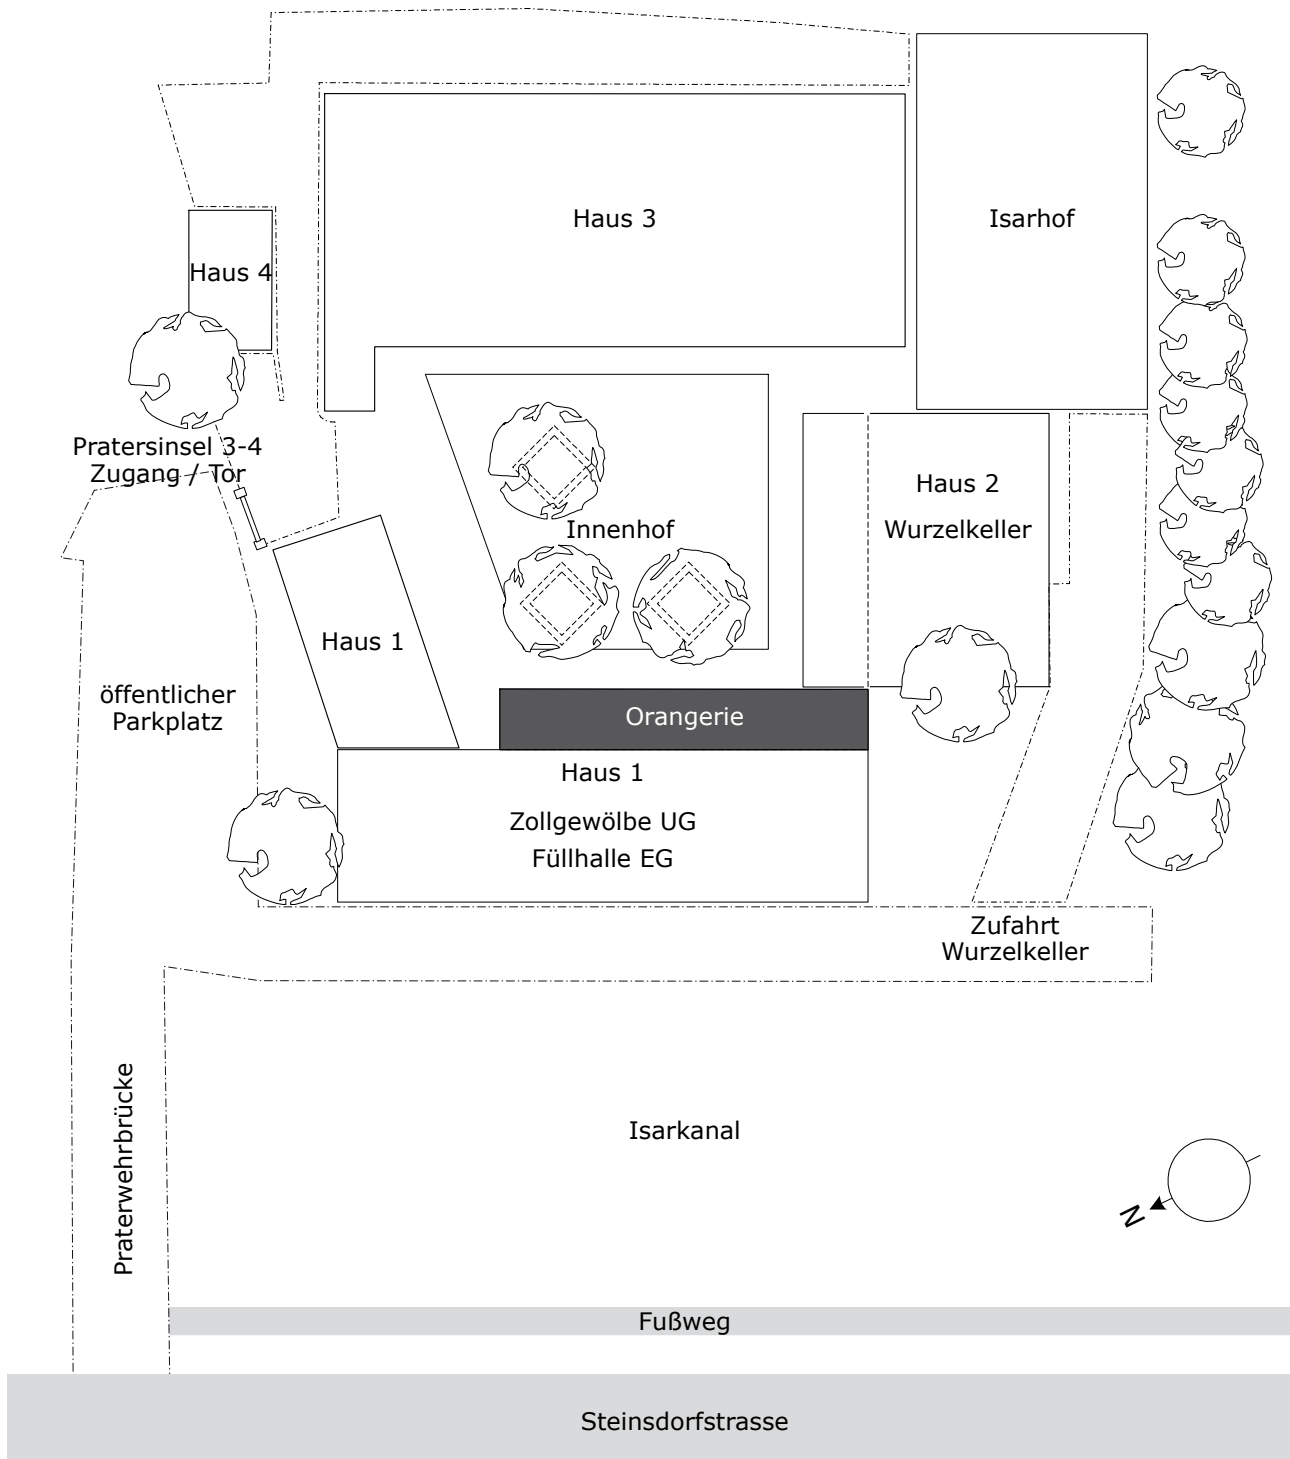 Haus 3
Isarhof
Haus 4
Pratersinsel 3-4
Zugang / Tor
Innenhof
Haus 2
Wurzelkeller
Haus 1
öffentlicher
Parkplatz
Orangerie
Haus 1
Zollgewölbe UG
Füllhalle EG
Zufahrt
Wurzelkeller
Praterwehrbrücke
Isarkanal
N
Fußweg
Steinsdorfstrasse